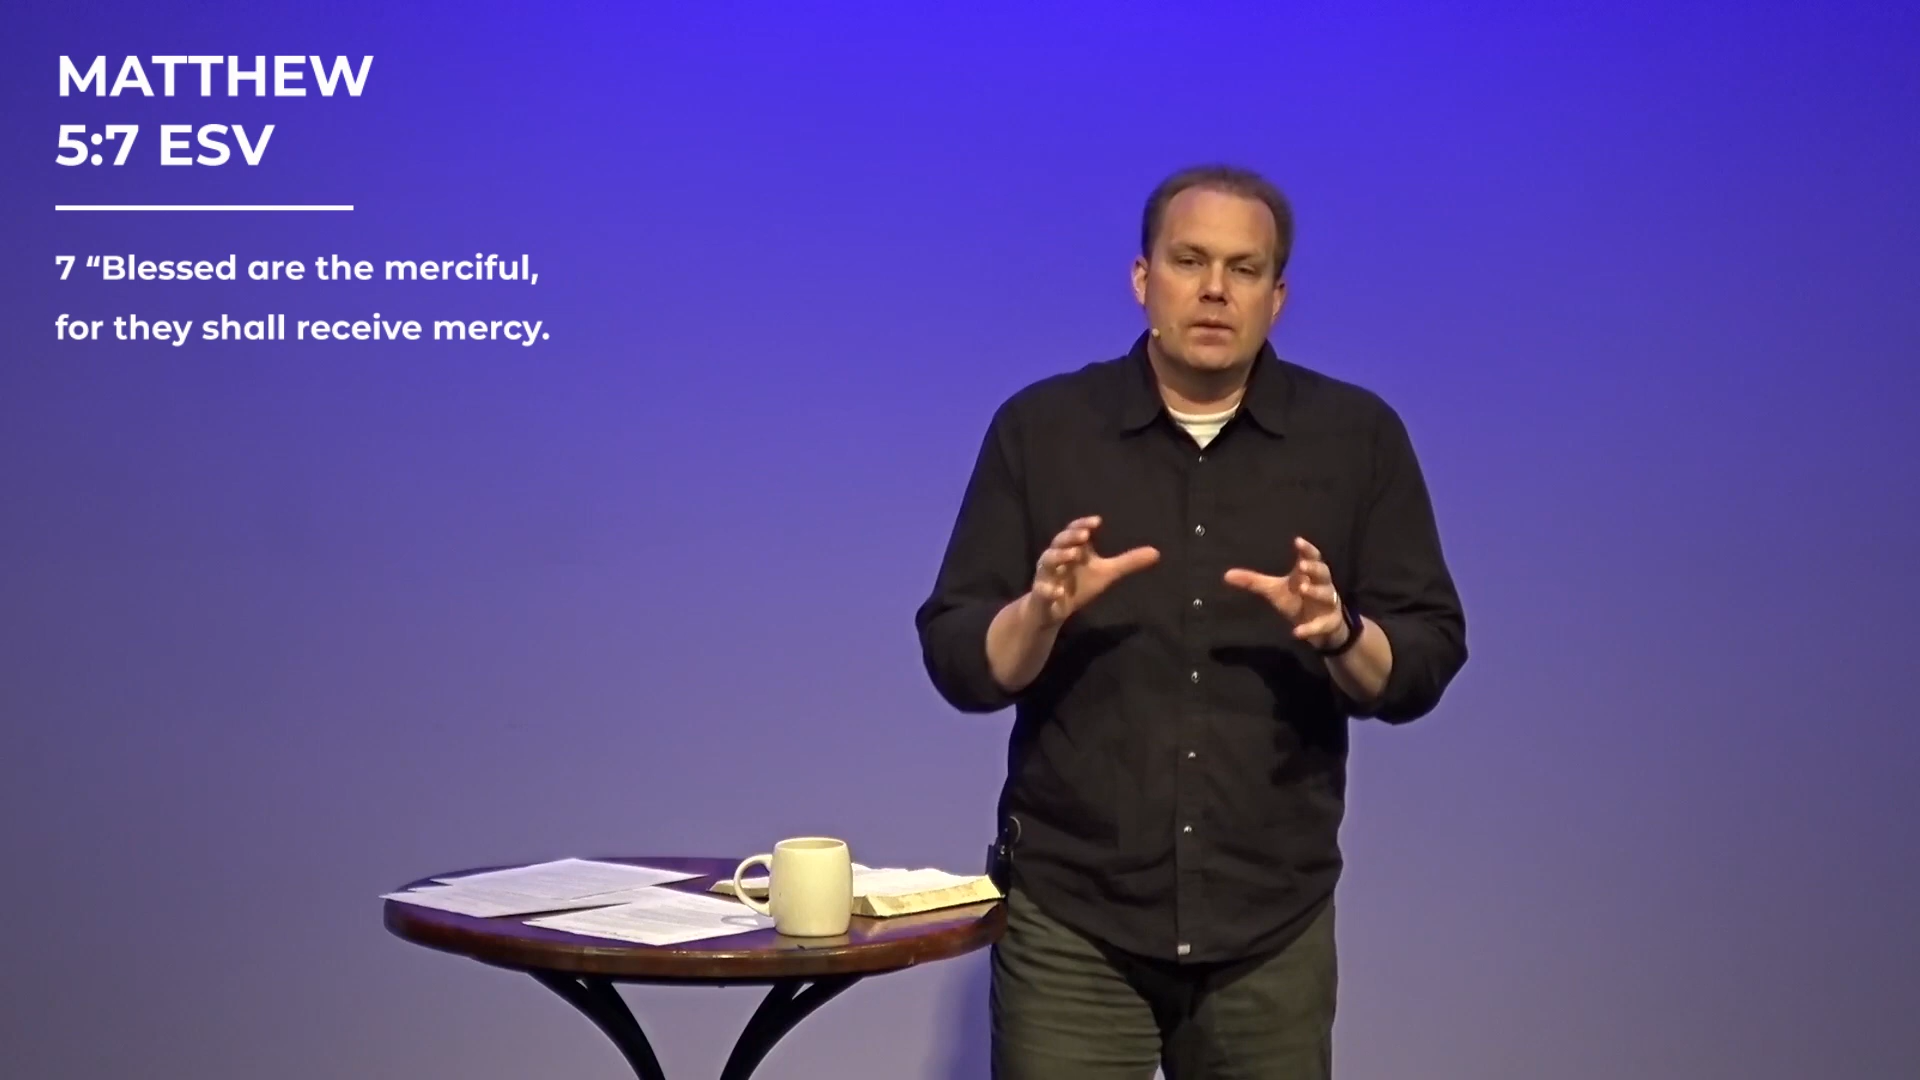 MATTHEW
5:7 ESV
7 “Blessed are the merciful,
for they shall receive mercy.